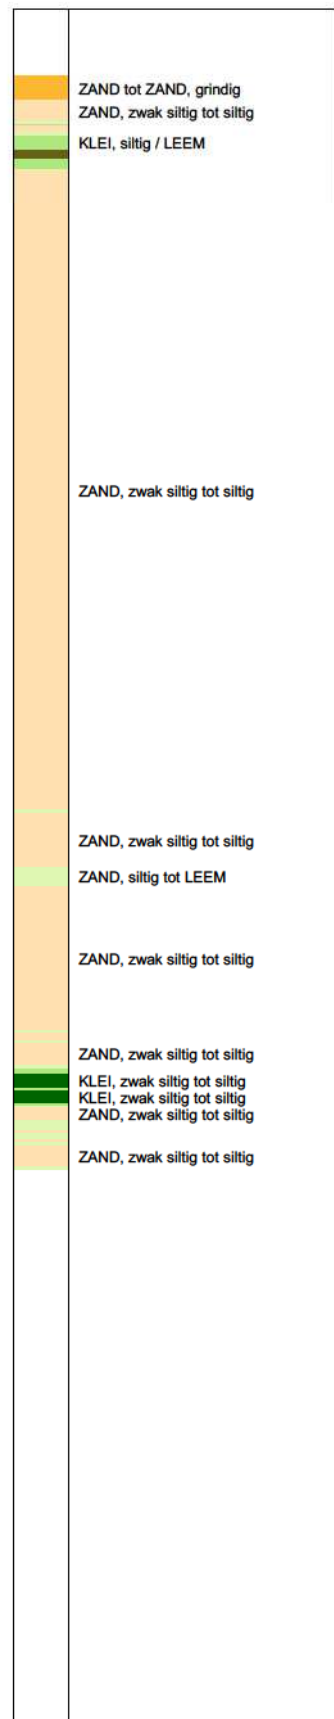 ZAND tot ZAND, grindig
ZAND, zwak siltig tot siltig
KLEI, siltig / LEEM
ZAND, zwak siltig tot siltig
ZAND, zwak siltig tot siltig
ZAND, siltig tot LEEM
ZAND, zwak siltig tot siltig
ZAND, zwak siltig tot siltig
KLEI, zwak siltig tot siltig
KLEI, zwak siltig tot siltig
ZAND, zwak siltig tot siltig
ZAND, zwak siltig tot siltig